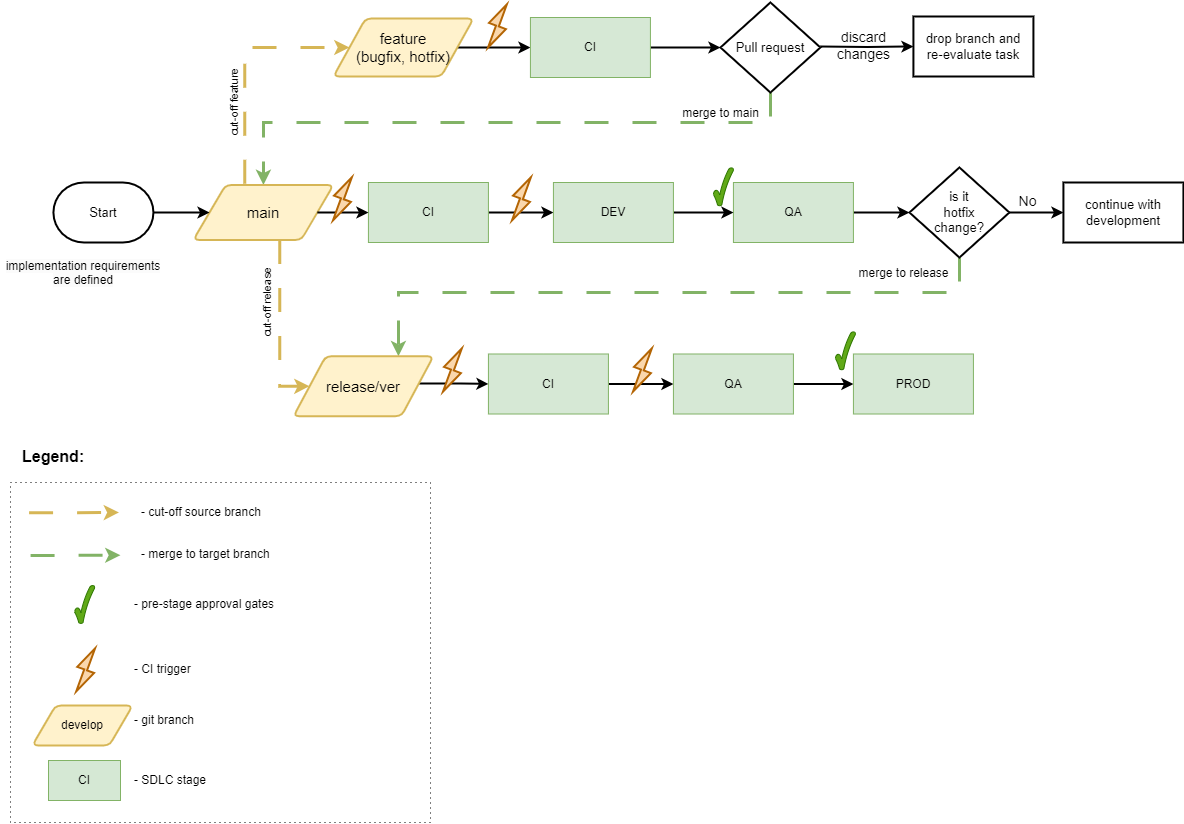 feature
(bugfix, hotfix)
CI
Pull request
discard
changes
drop branch and
re-evaluate task
cut-off feature
merge to main
Start
main
CI
DEV
QA
is it
hotfix
change?
No
continue with
development
implementation requirements
are defined
cut-off release
merge to release
release/ver
CI
QA
PROD
Legend:
- cut-off source branch
- merge to target branch
- pre-stage approval gates
- CI trigger
develop
- git branch
CI
- SDLC stage